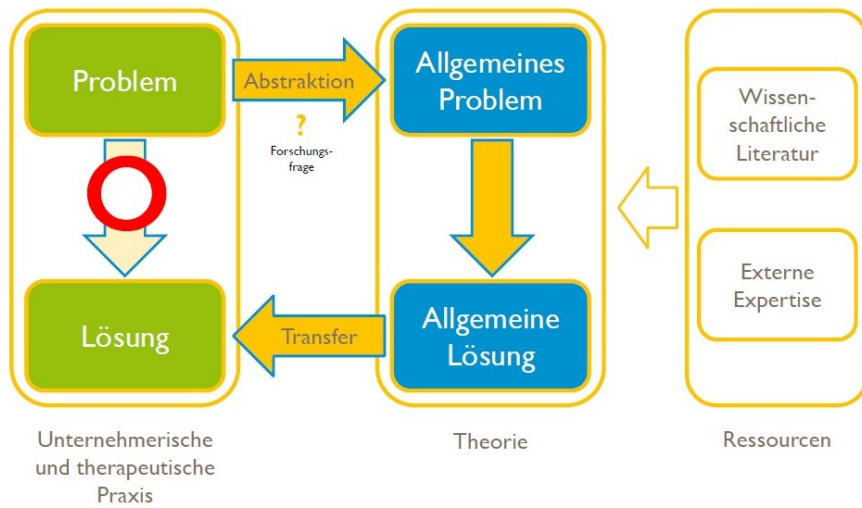 Problem
Abstraktion
?
Forschungs-
frage
Allgemeines
Problem
Wissen-
schaftliche
Literatur
Lösung
Transfer
Allgemeine
Lösung
Externe
Expertise
Unternehmerische
und therapeutische
Praxis
Theorie
Ressourcen